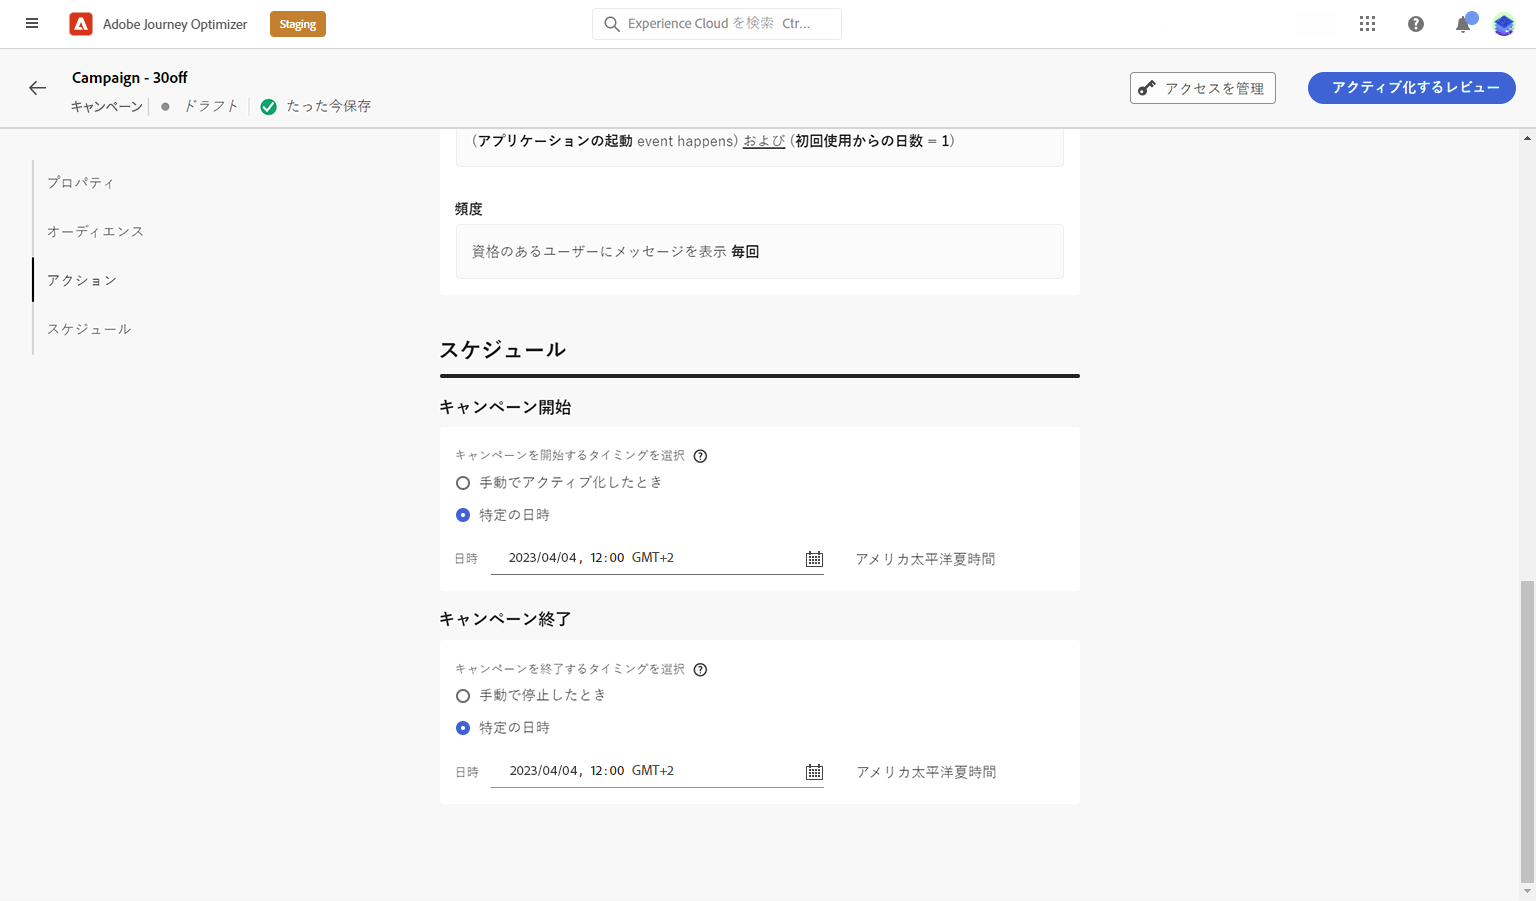 Adobe Journey Optimizer Staging Experience Cloud を検索 Ctr...
Campaign - 30off
キャンペーン ドラフト たった今保存
アクセスを管理 アクティブ化するレビュー
プロパティ
オーディエンス
アクション
スケジュール
(アプリケーションの起動 event happens) および (初回使用からの日数 = 1)
頻度
資格のあるユーザーにメッセージを表示 毎回
スケジュール
キャンペーン開始
キャンペーンを開始するタイミングを選択
手動でアクティブ化したとき
特定の日時
日時 2023/04/04, 12:00 GMT+2 アメリカ太平洋夏時間
キャンペーン終了
キャンペーンを終了するタイミングを選択
手動で停止したとき
特定の日時
日時 2023/04/04, 12:00 GMT+2 アメリカ太平洋夏時間